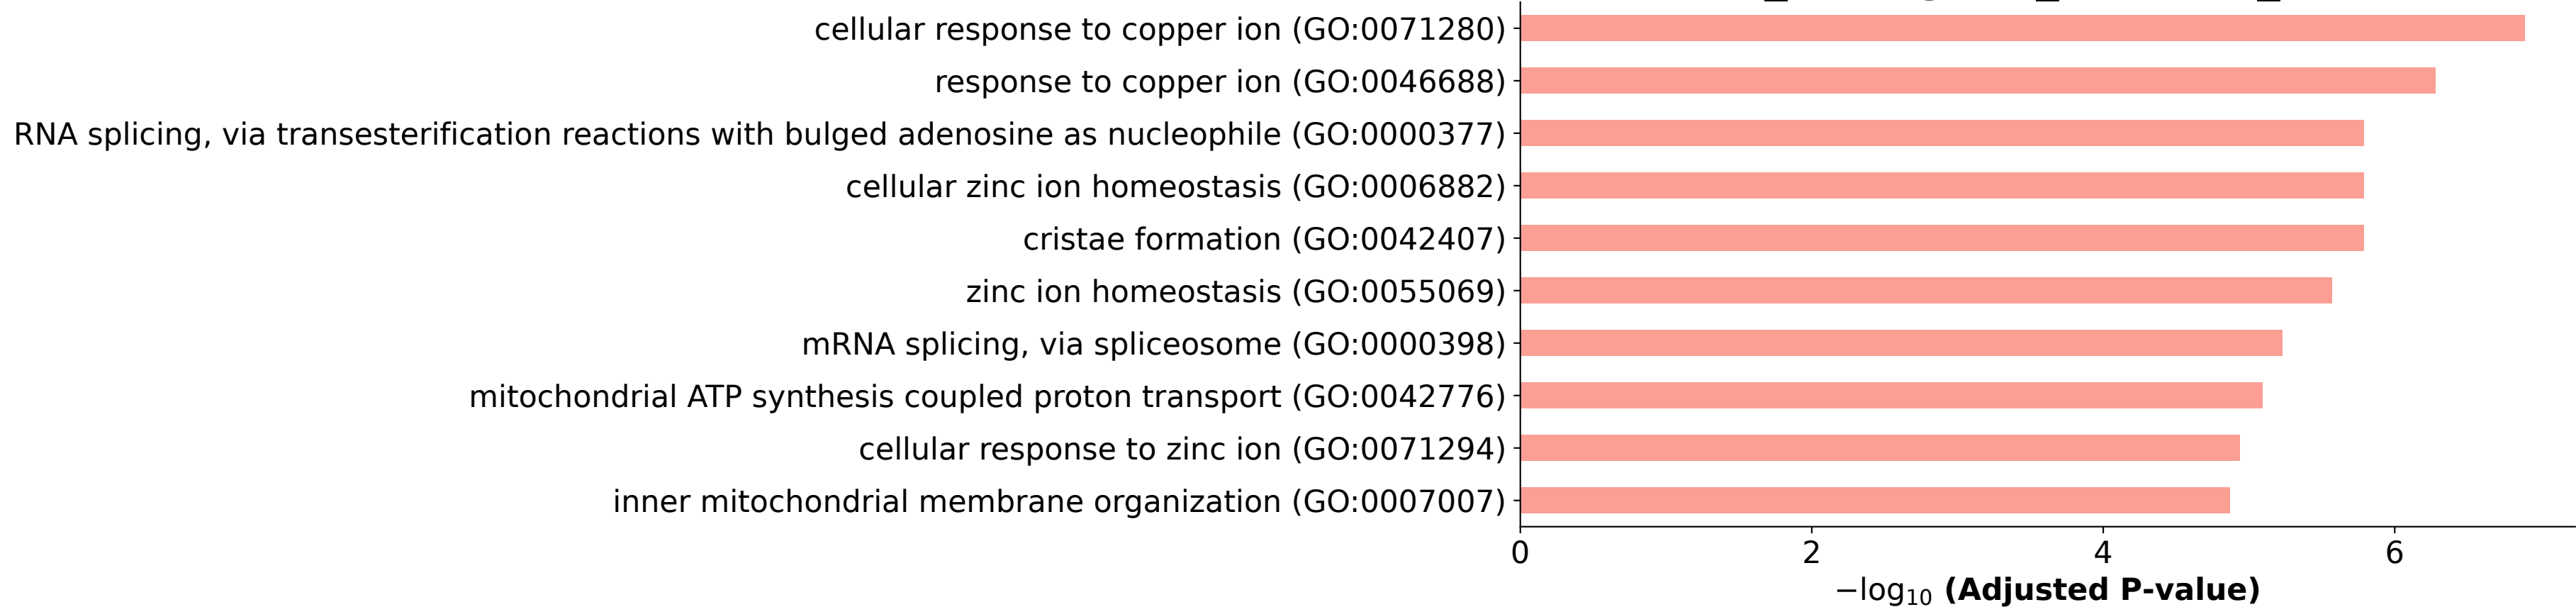 cellular response to copper ion (GO:0071280)
response to copper ion (GO:0046688)
RNA splicing, via transesterification reactions with bulged adenosine as nucleophile (GO:0000377)
cellular zinc ion homeostasis (GO:0006882)
cristae formation (GO:0042407)
zinc ion homeostasis (GO:0055069)
mRNA splicing, via spliceosome (GO:0000398)
mitochondrial ATP synthesis coupled proton transport (GO:0042776)
cellular response to zinc ion (GO:0071294)
inner mitochondrial membrane organization (GO:0007007)
0 2 4 6
−log₁₀ (Adjusted P-value)